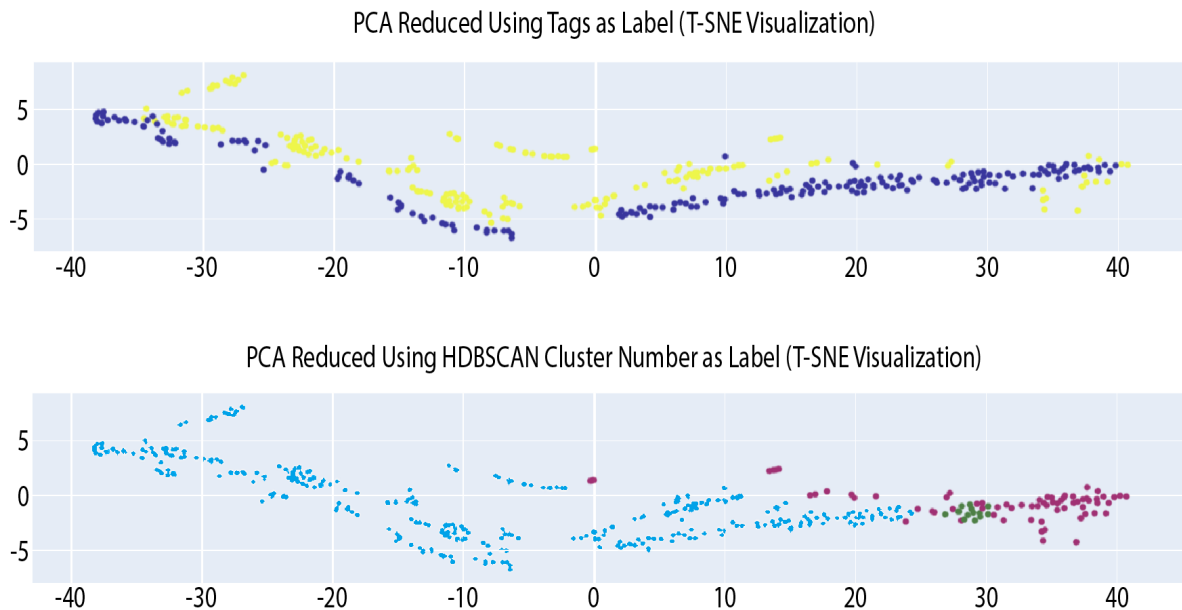 PCA Reduced Using Tags as Label (T-SNE Visualization)
5
0
-5
-40 -30 -20 -10 0 10 20 30 40
PCA Reduced Using HDBSCAN Cluster Number as Label (T-SNE Visualization)
5
0
-5
-40 -30 -20 -10 0 10 20 30 40